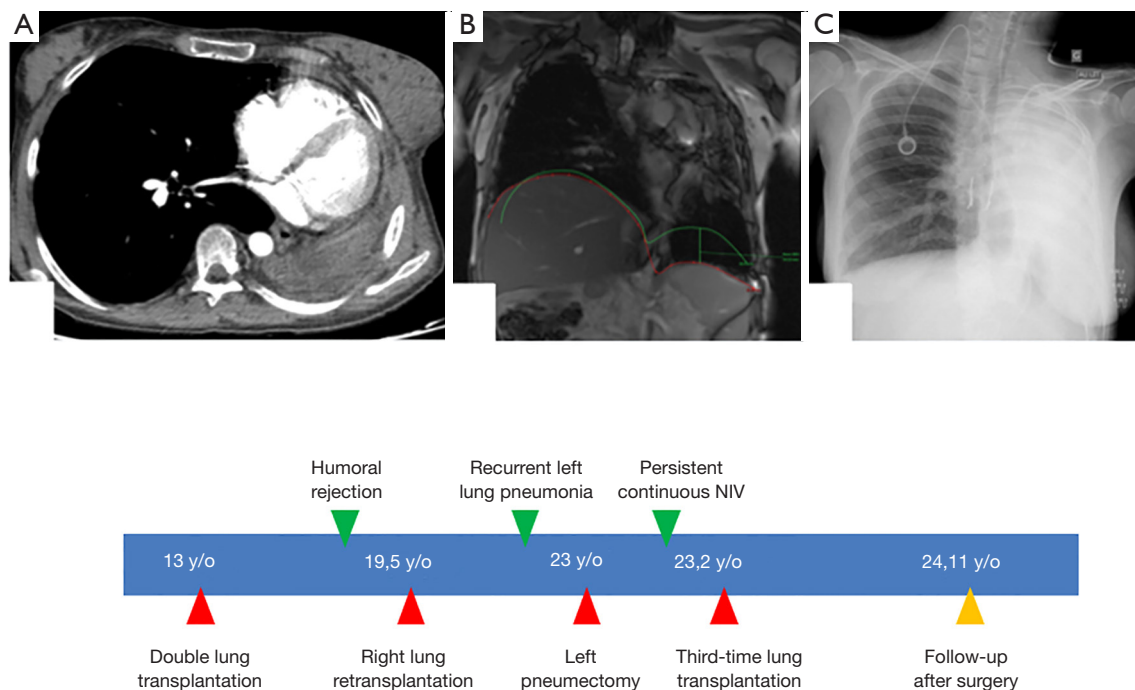 A
B
C
Humoral
rejection
Recurrent left
lung pneumonia
Persistent
continuous NIV
13 y/o
19,5 y/o
23 y/o
23,2 y/o
24,11 y/o
Double lung
transplantation
Right lung
retransplantation
Left
pneumectomy
Third-time lung
transplantation
Follow-up
after surgery